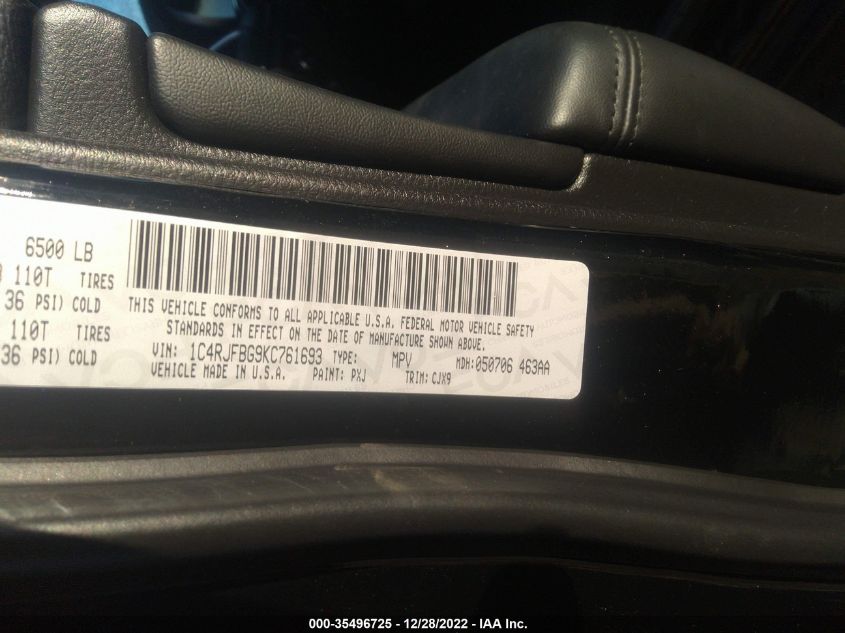 6500 LB
110T TIRES
36 PSI) COLD
110T TIRES
36 PSI) COLD
THIS VEHICLE CONFORMS TO ALL APPLICABLE U.S.A. FEDERAL MOTOR VEHICLE SAFETY
STANDARDS IN EFFECT ON THE DATE OF MANUFACTURE SHOWN ABOVE.
VIN: 1C4RJFBG9KC761693 TYPE: MPV MDH:050706 463AA
VEHICLE MADE IN U.S.A. PAINT: PXJ TRIM: CJX9
000-35496725 - 12/28/2022 - IAA Inc.